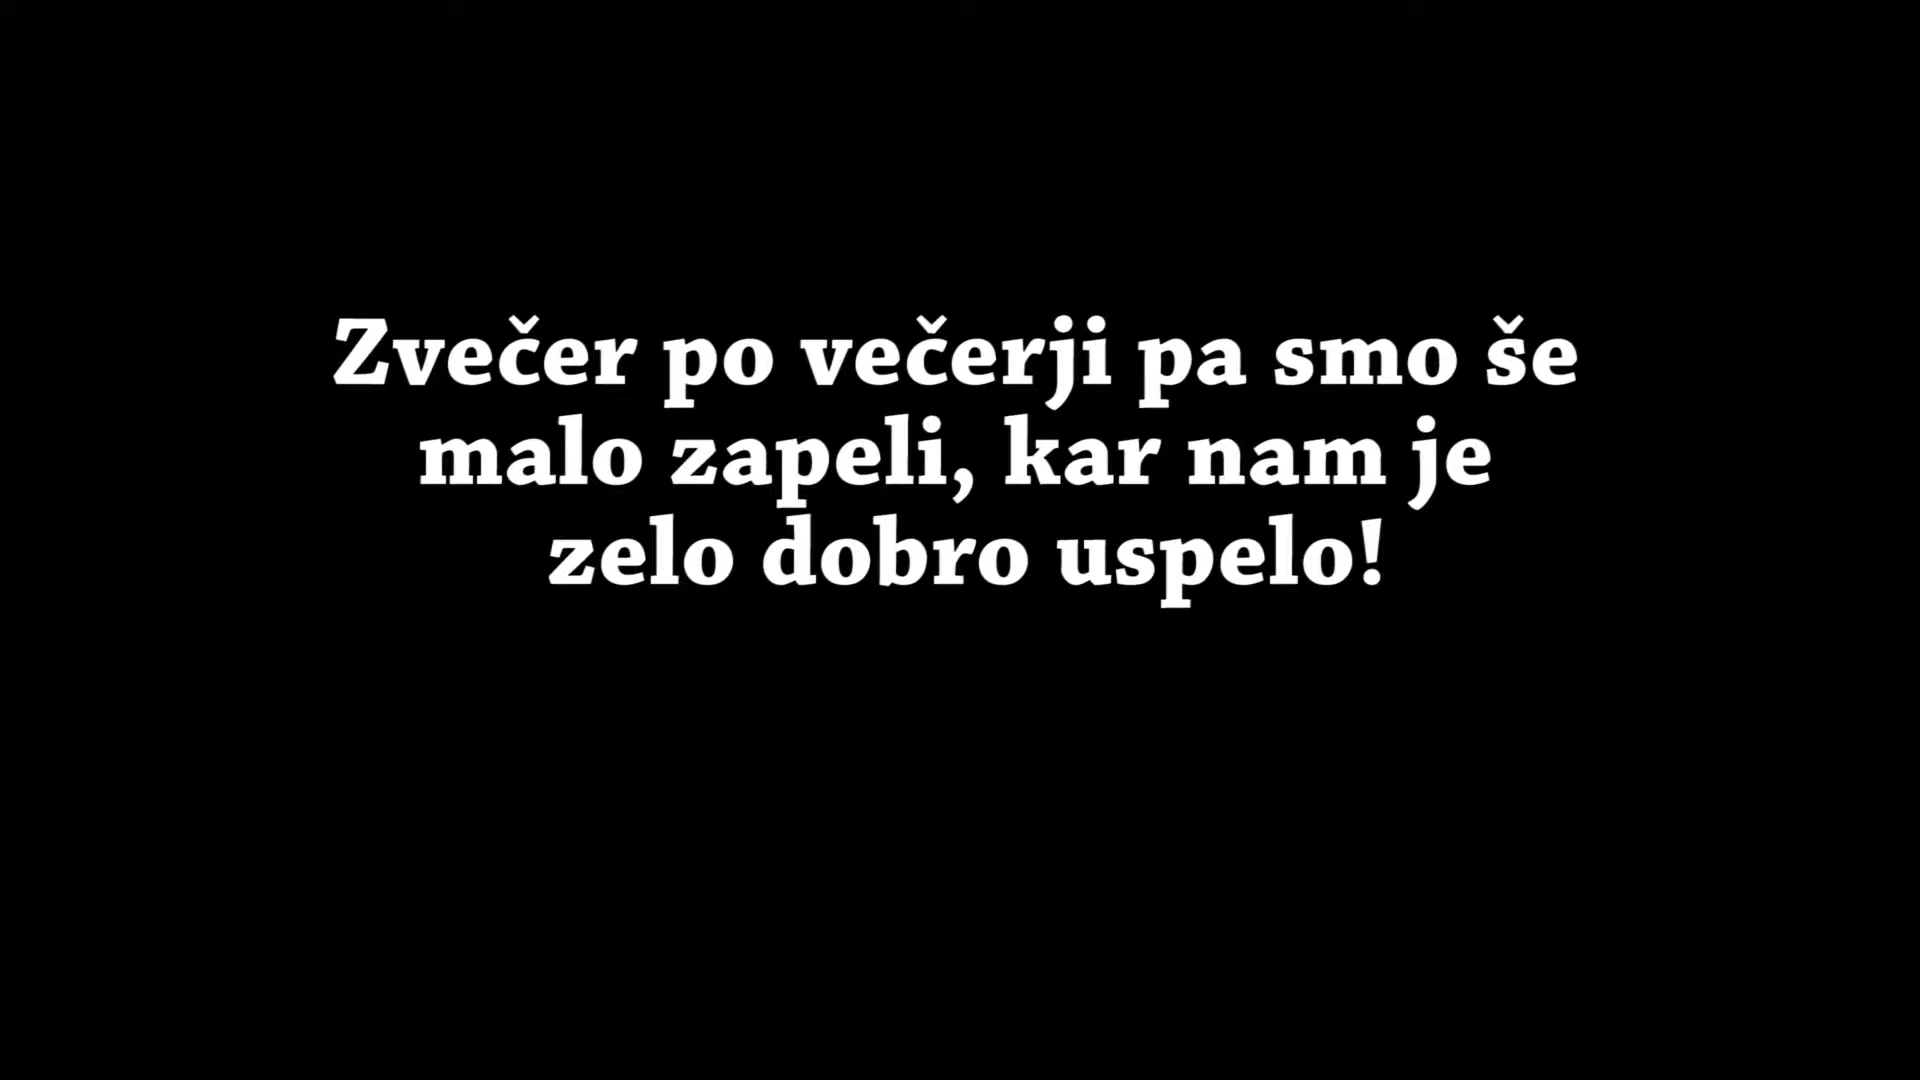 Zvečer po večerji pa smo še
malo zapeli, kar nam je
zelo dobro uspelo!